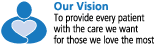 Our Vision
To provide every patient
with the care we want
for those we love the most